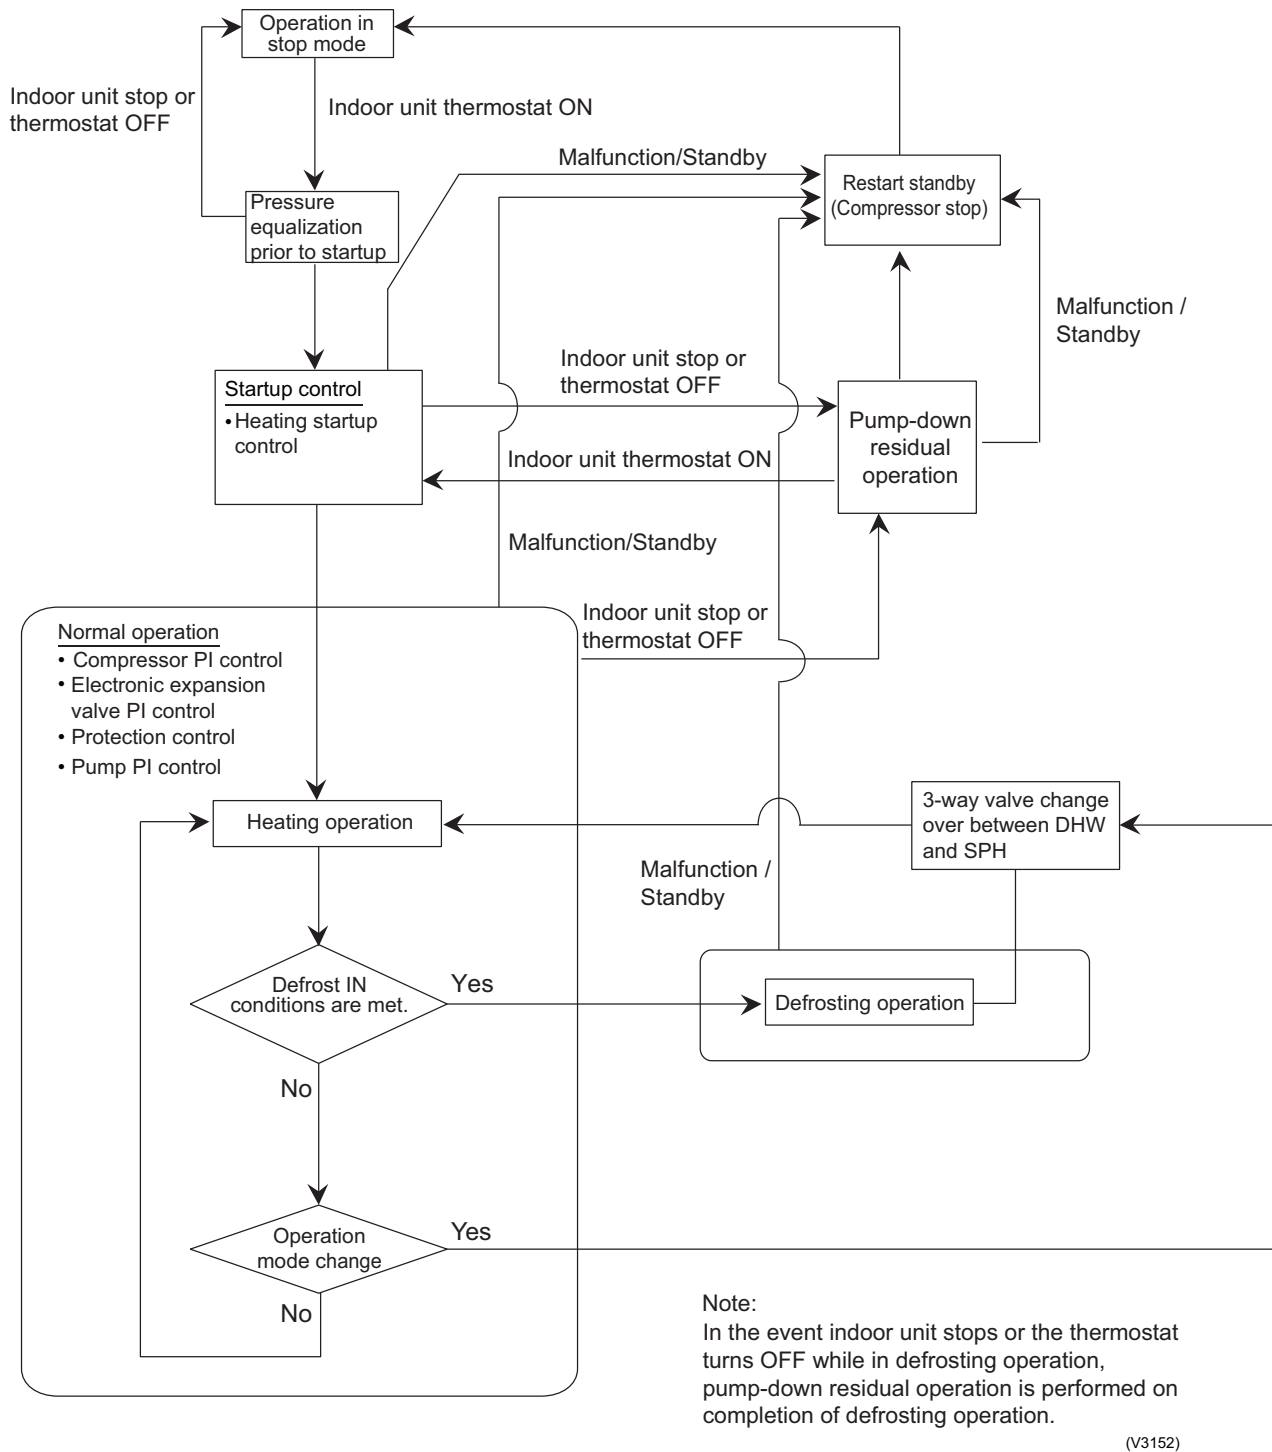 Operation in
stop mode
Indoor unit stop or
thermostat OFF
Indoor unit thermostat ON
Malfunction/Standby
Restart standby
(Compressor stop)
Pressure
equalization
prior to startup
Malfunction /
Standby
Indoor unit stop or
thermostat OFF
Startup control
• Heating startup
control
Pump-down
residual
operation
Indoor unit thermostat ON
Malfunction/Standby
Indoor unit stop or
thermostat OFF
Normal operation
• Compressor PI control
• Electronic expansion
valve PI control
• Protection control
• Pump PI control
Heating operation
3-way valve change
over between DHW
and SPH
Malfunction /
Standby
Defrost IN
conditions are met.
Yes
Defrosting operation
No
Operation
mode change
Yes
No
Note:
In the event indoor unit stops or the thermostat
turns OFF while in defrosting operation,
pump-down residual operation is performed on
completion of defrosting operation.
(V3152)